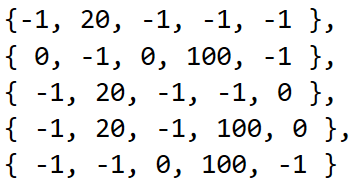 {-1, 20, -1, -1, -1 },
{ 0, -1, 0, 100, -1 },
{ -1, 20, -1, -1, 0 },
{ -1, 20, -1, 100, 0 },
{ -1, -1, 0, 100, -1 }